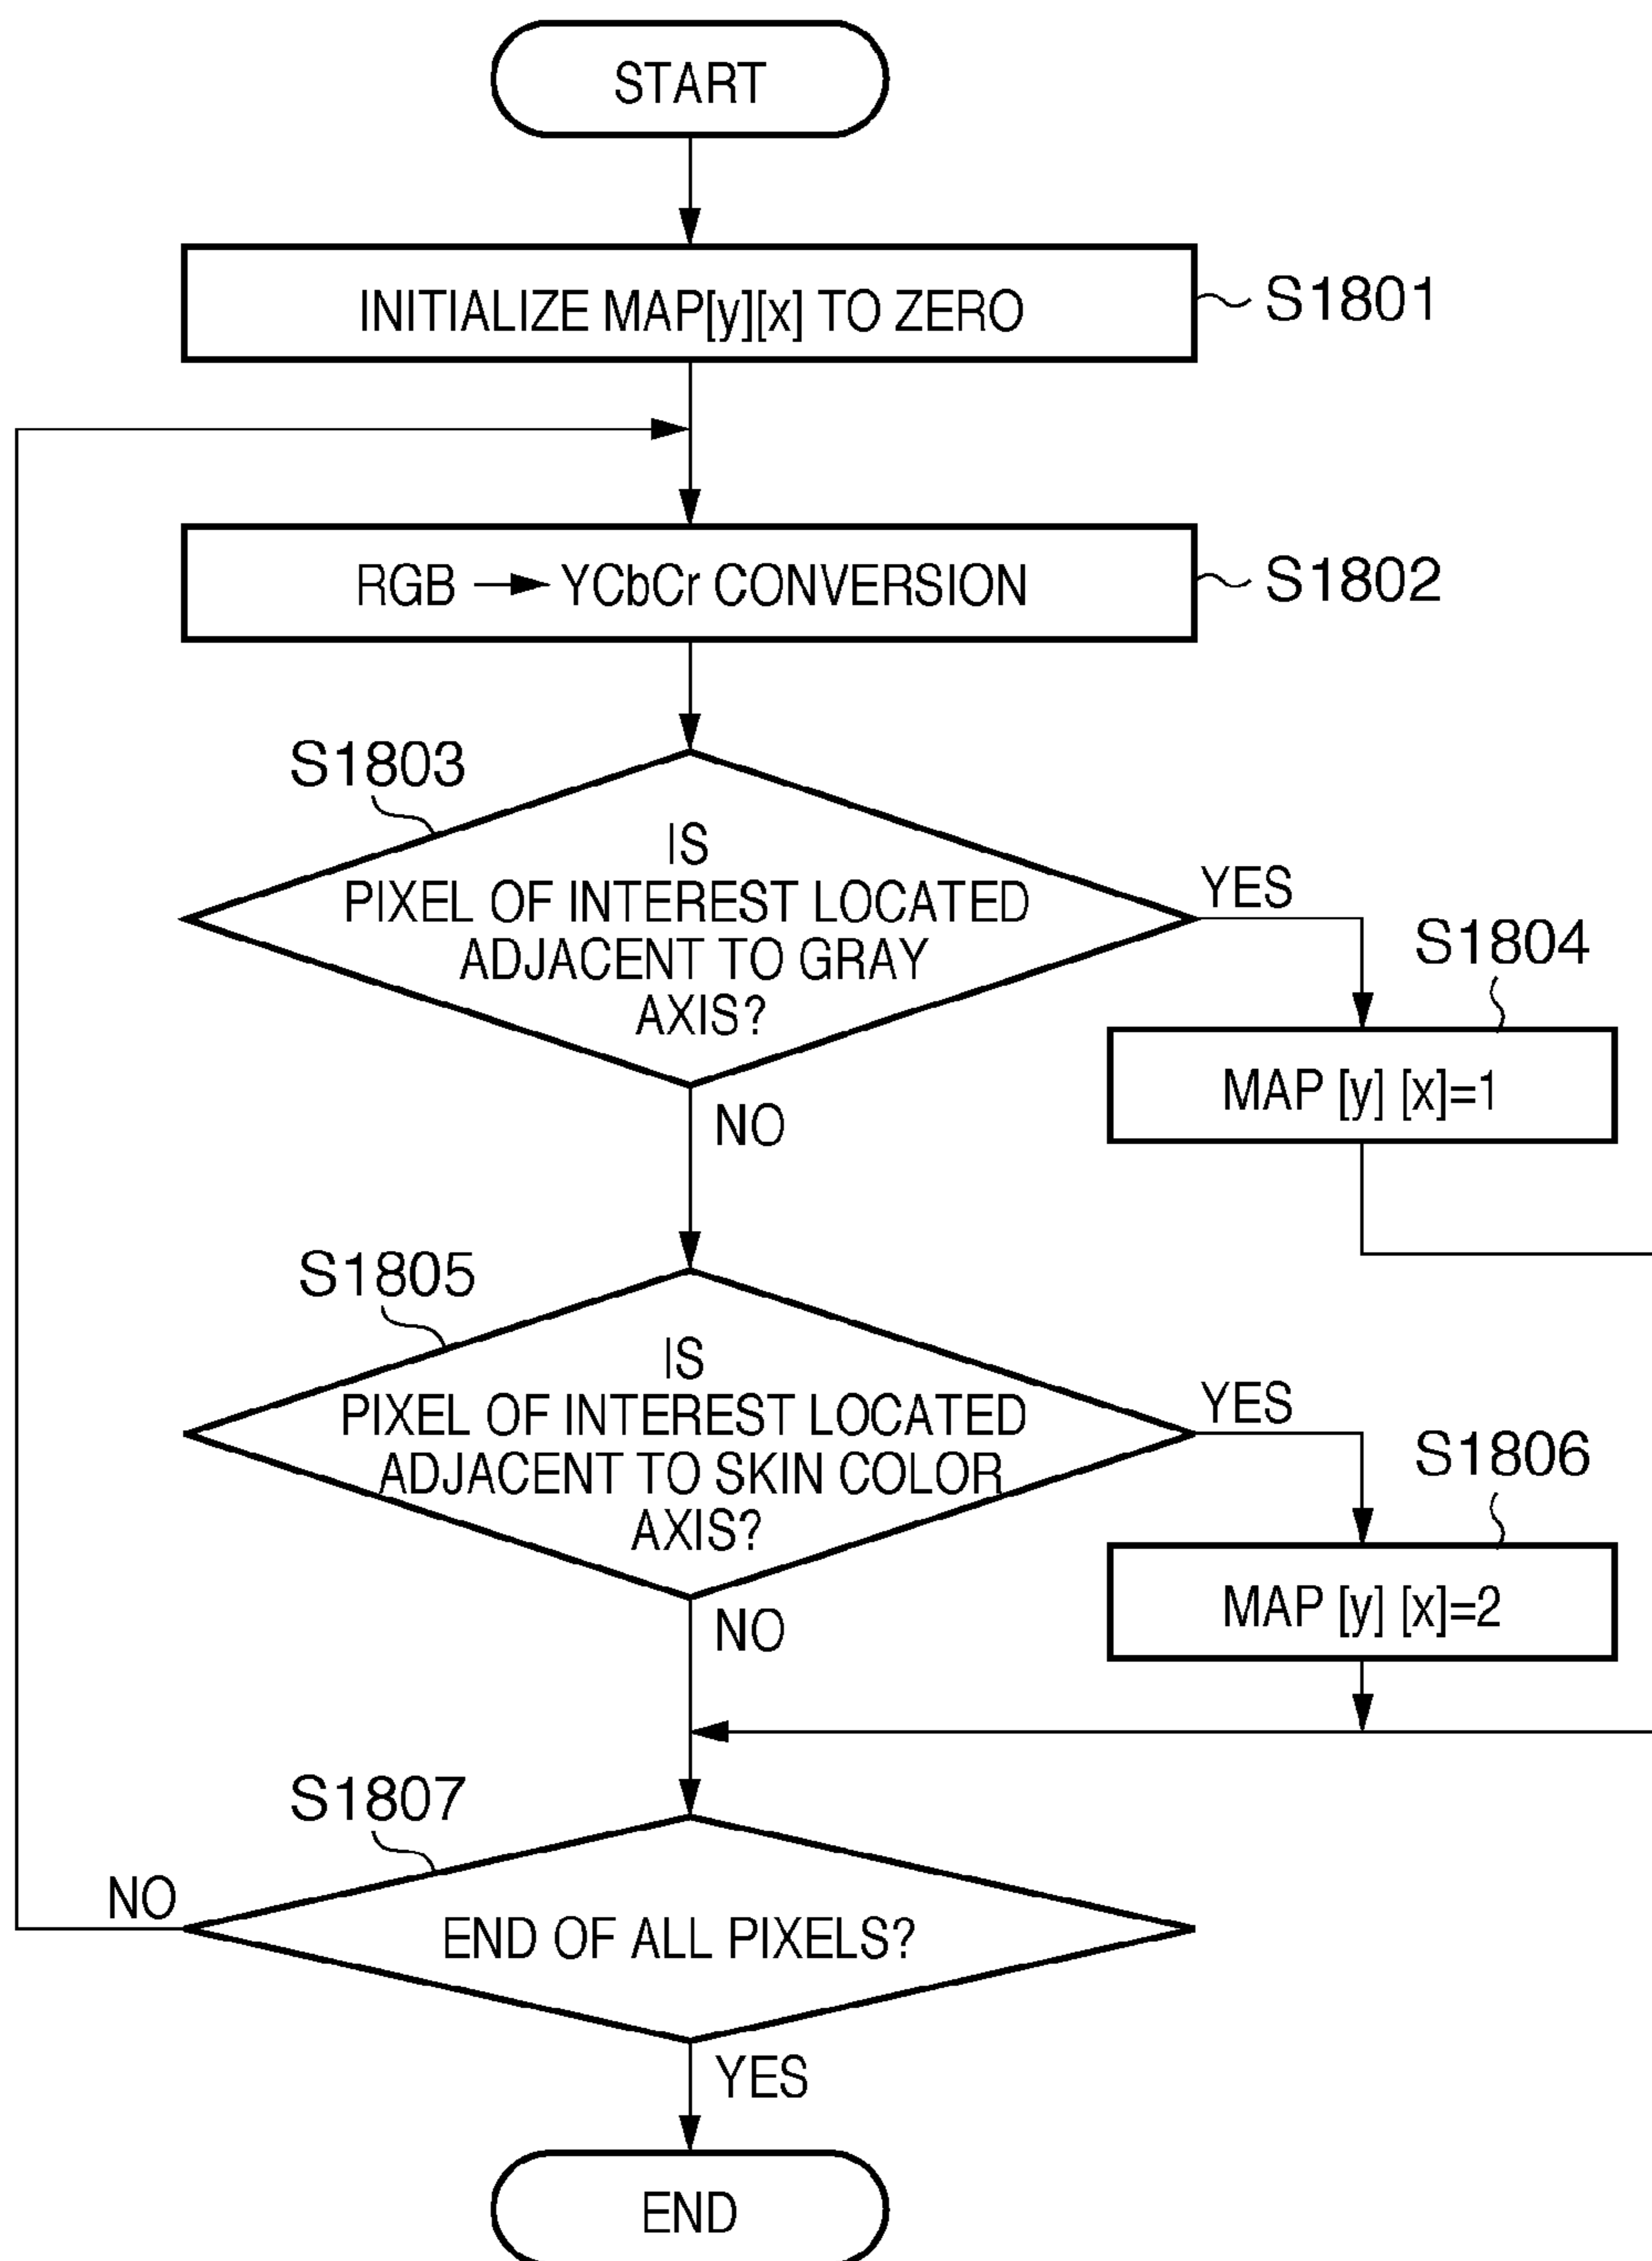 START
INITIALIZE MAP[y][x] TO ZERO
S1801
RGB → YCbCr CONVERSION
S1802
S1803
IS
PIXEL OF INTEREST LOCATED
ADJACENT TO GRAY
AXIS?
YES
S1804
MAP [y] [x]=1
NO
S1805
IS
PIXEL OF INTEREST LOCATED
ADJACENT TO SKIN COLOR
AXIS?
YES
S1806
MAP [y] [x]=2
NO
S1807
NO
END OF ALL PIXELS?
YES
END